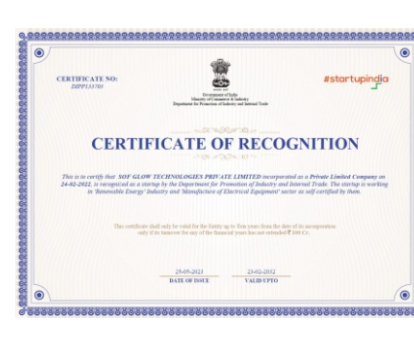 CERTIFICATE NO:
#startupindia
Government of India
Ministry of Commerce & Industry
Department for Promotion of Industry and Internal Trade
CERTIFICATE OF RECOGNITION
This is to certify that SOF GLOW TECHNOLOGIES PRIVATE LIMITED incorporated as a Private Limited Company on
24-02-2022, is recognized as a startup by the Department for Promotion of Industry and Internal Trade. The startup is working
in 'Renewable Energy' Industry and 'Manufacture of Electrical Equipment' sector as self-certified by them.
This certificate shall only be valid for the Entity up to Ten years from the date of its incorporation
only if its turnover for any of the financial years has not exceeded ₹ 100 Cr.
23-02-2032
DATE OF ISSUE
VALID UPTO